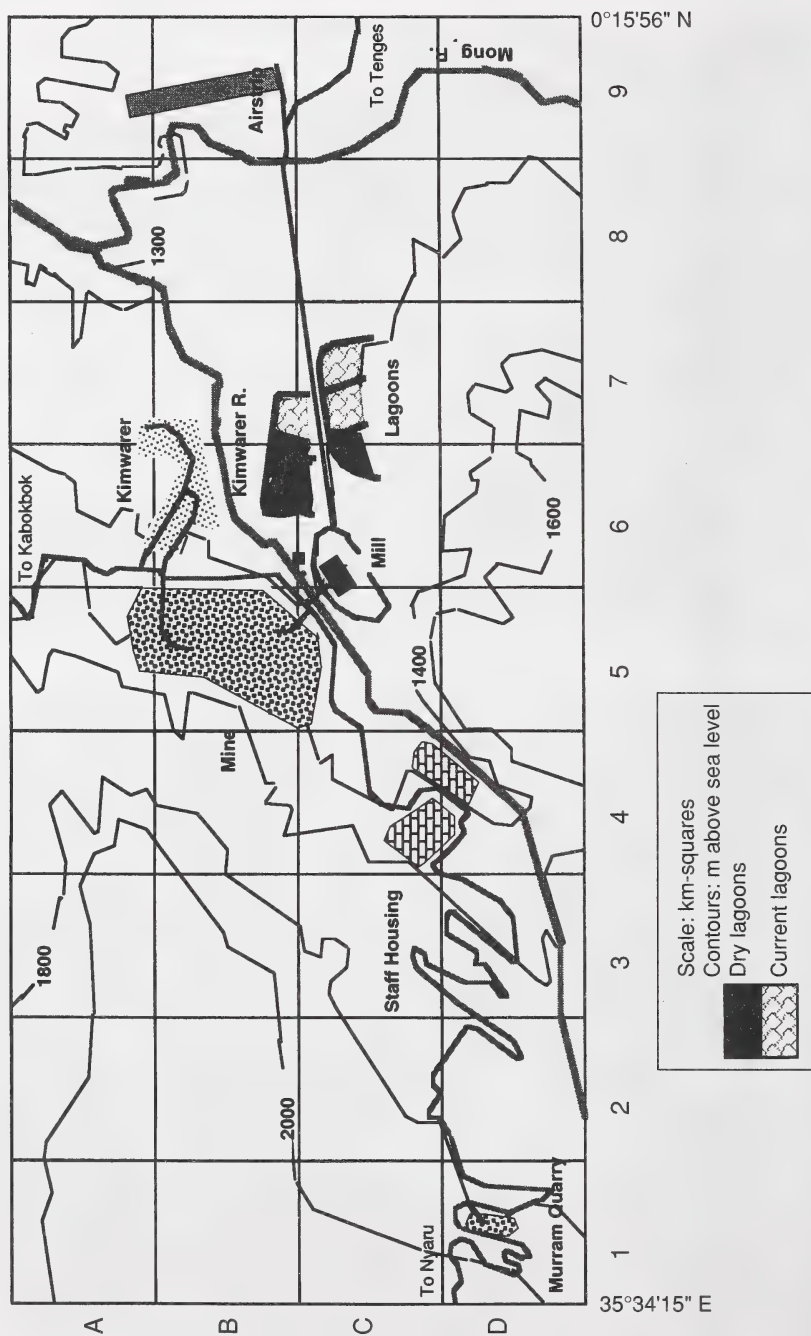 0°15'56" N
Mong R.
To Tenges
Airstrip
9
8
1300
Lagoons
7
Kimwarer R.
Kimwarer
To Kabokbok
Mill
6
1600
1400
5
Mine
4
Staff Housing
3
1800
2000
2
To Nyaru
Murram Quarry
1
35°34'15" E
A
B
C
D
Scale: km-squares
Contours: m above sea level
Dry lagoons
Current lagoons